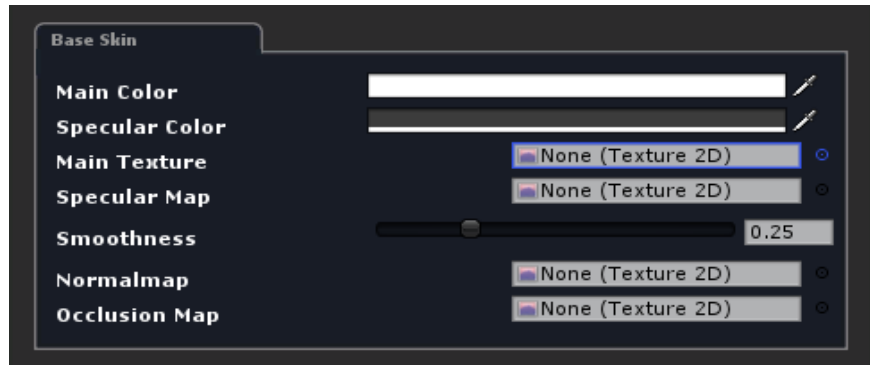 Base Skin
Main Color
Specular Color
Main Texture None (Texture 2D)
Specular Map None (Texture 2D)
Smoothness 0.25
Normalmap None (Texture 2D)
Occlusion Map None (Texture 2D)